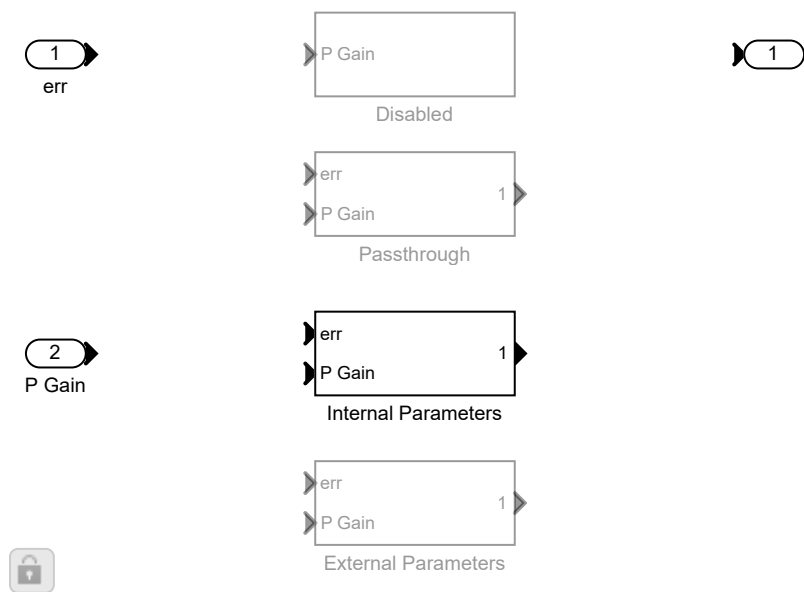 1
err
P Gain
Disabled
1
err
P Gain
1
Passthrough
2
P Gain
err
P Gain
1
Internal Parameters
err
P Gain
1
External Parameters